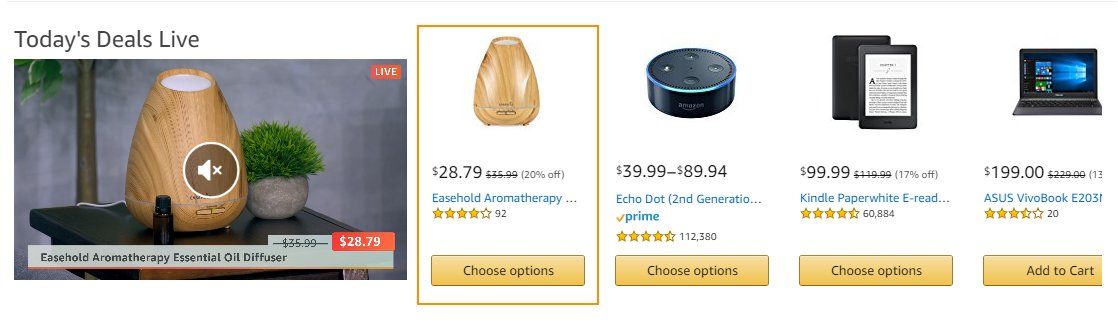 Today's Deals Live
LIVE
$35.99 $28.79
Easehold Aromatherapy Essential Oil Diffuser
$28.79 $35.99 (20% off)
Easehold Aromatherapy ...
92
Choose options
amazon
$39.99–$89.94
Echo Dot (2nd Generatio...
prime
112,380
Choose options
$99.99 $119.99 (17% off)
Kindle Paperwhite E-read...
60,884
Choose options
$199.00 $229.00 (13
ASUS VivoBook E203N
20
Add to Cart